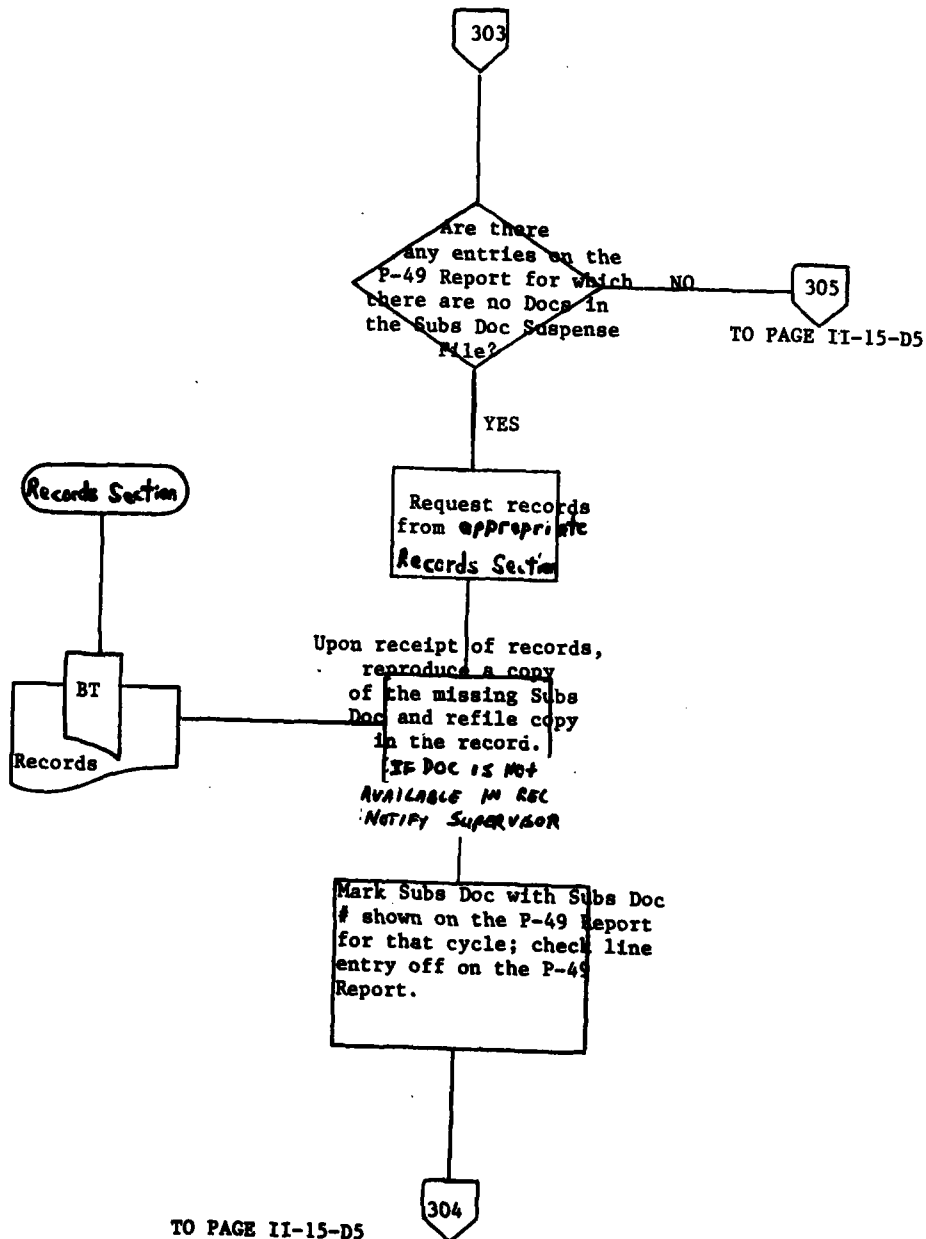 303
Are there
any entries on the
P-49 Report for which
there are no Docs in
the Subs Doc Suspense
File?
NO
305
TO PAGE II-15-D5
YES
Records Section
Request records
from appropriate
Records Section
BT
Records
Upon receipt of records,
reproduce a copy
of the missing Subs
Doc and refile copy
in the record.
IF DOC IS NOT
AVAILABLE IN REC
NOTIFY SUPERVISOR
Mark Subs Doc with Subs Doc
# shown on the P-49 Report
for that cycle; check line
entry off on the P-49
Report.
304
TO PAGE II-15-D5